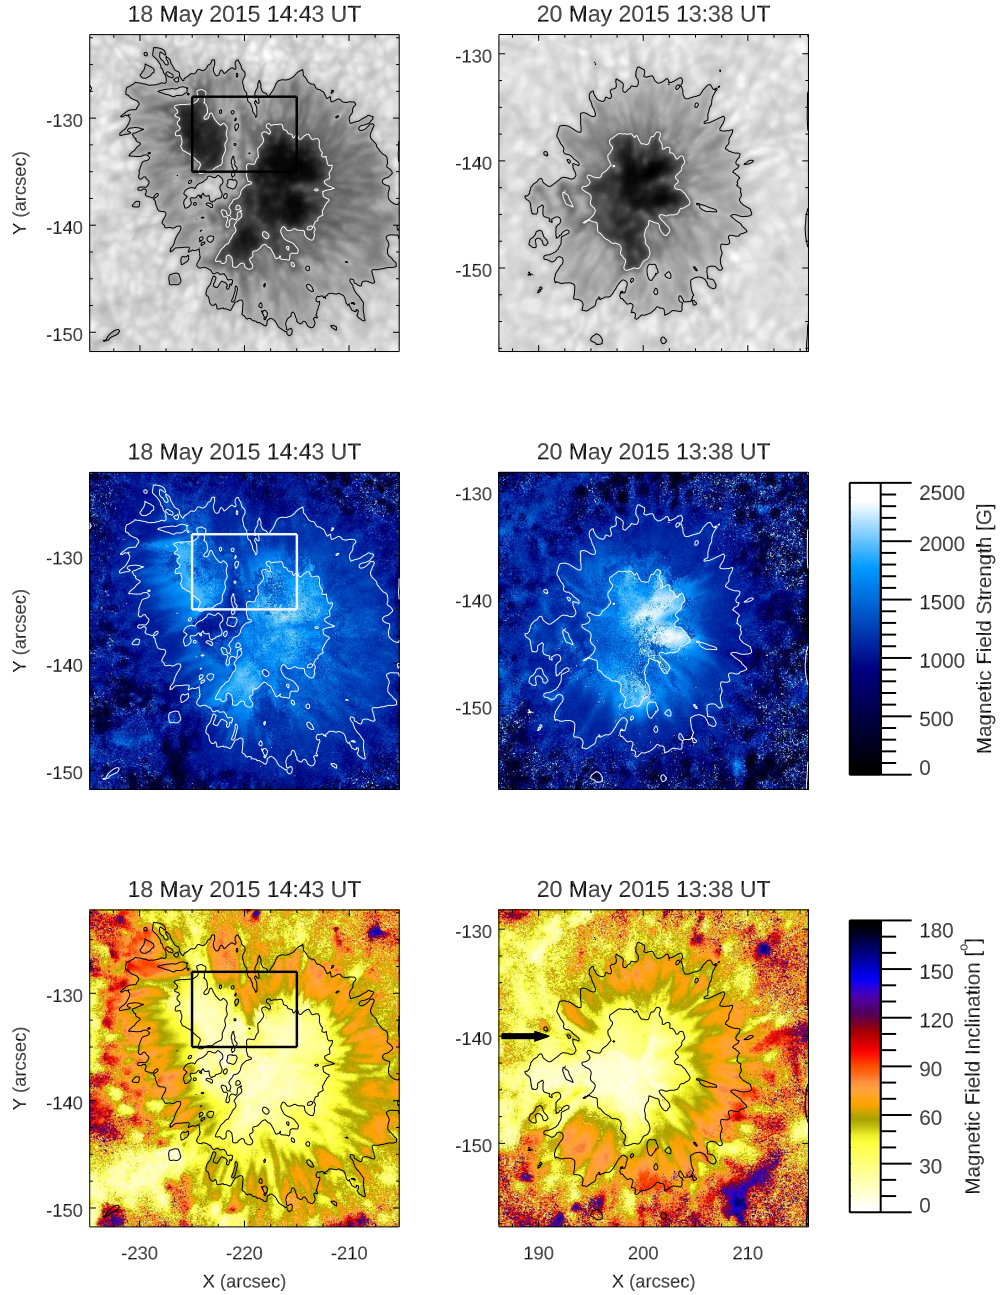 18 May 2015 14:43 UT
20 May 2015 13:38 UT
-130
-140
-150
Y (arcsec)
-130
-140
-150
18 May 2015 14:43 UT
20 May 2015 13:38 UT
-130
-140
-150
Y (arcsec)
-130
-140
-150
2500
2000
1500
1000
500
0
Magnetic Field Strength [G]
18 May 2015 14:43 UT
20 May 2015 13:38 UT
-130
-140
-150
Y (arcsec)
-130
-140
-150
180
150
120
90
60
30
0
Magnetic Field Inclination [°]
-230 -220 -210
X (arcsec)
190 200 210
X (arcsec)